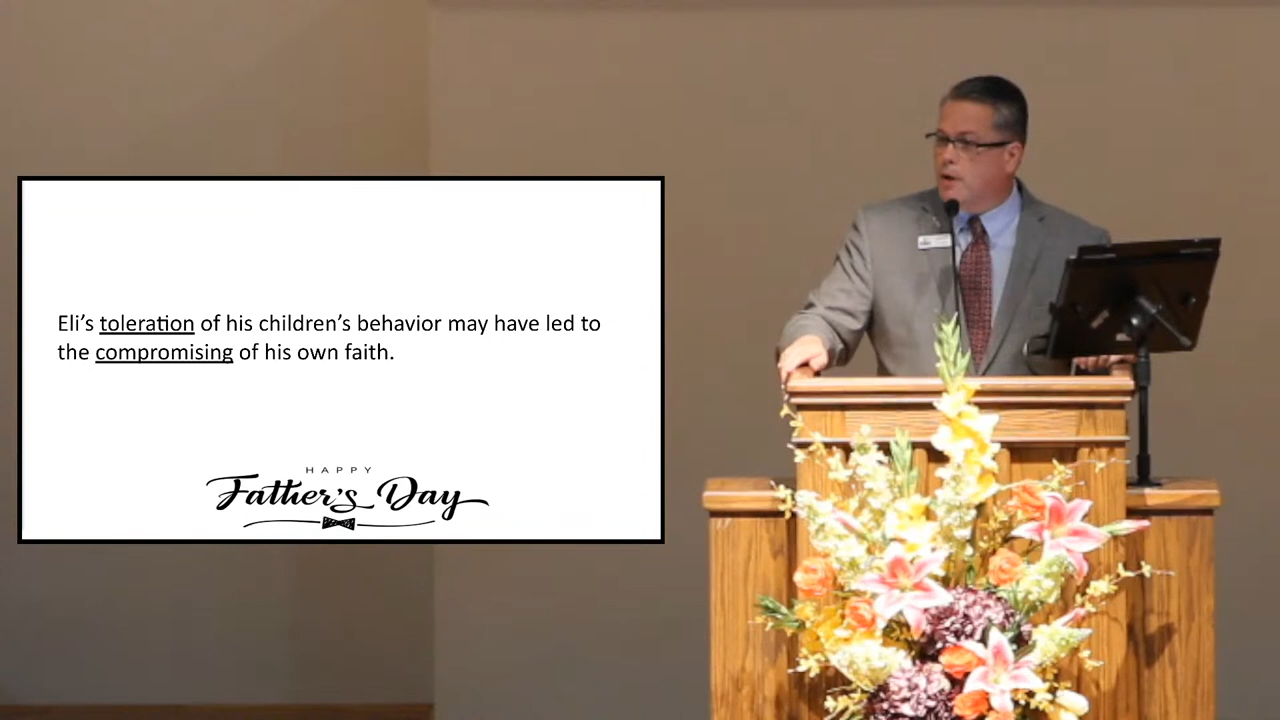 Eli’s toleration of his children’s behavior may have led to
the compromising of his own faith.
HAPPY
Father's Day